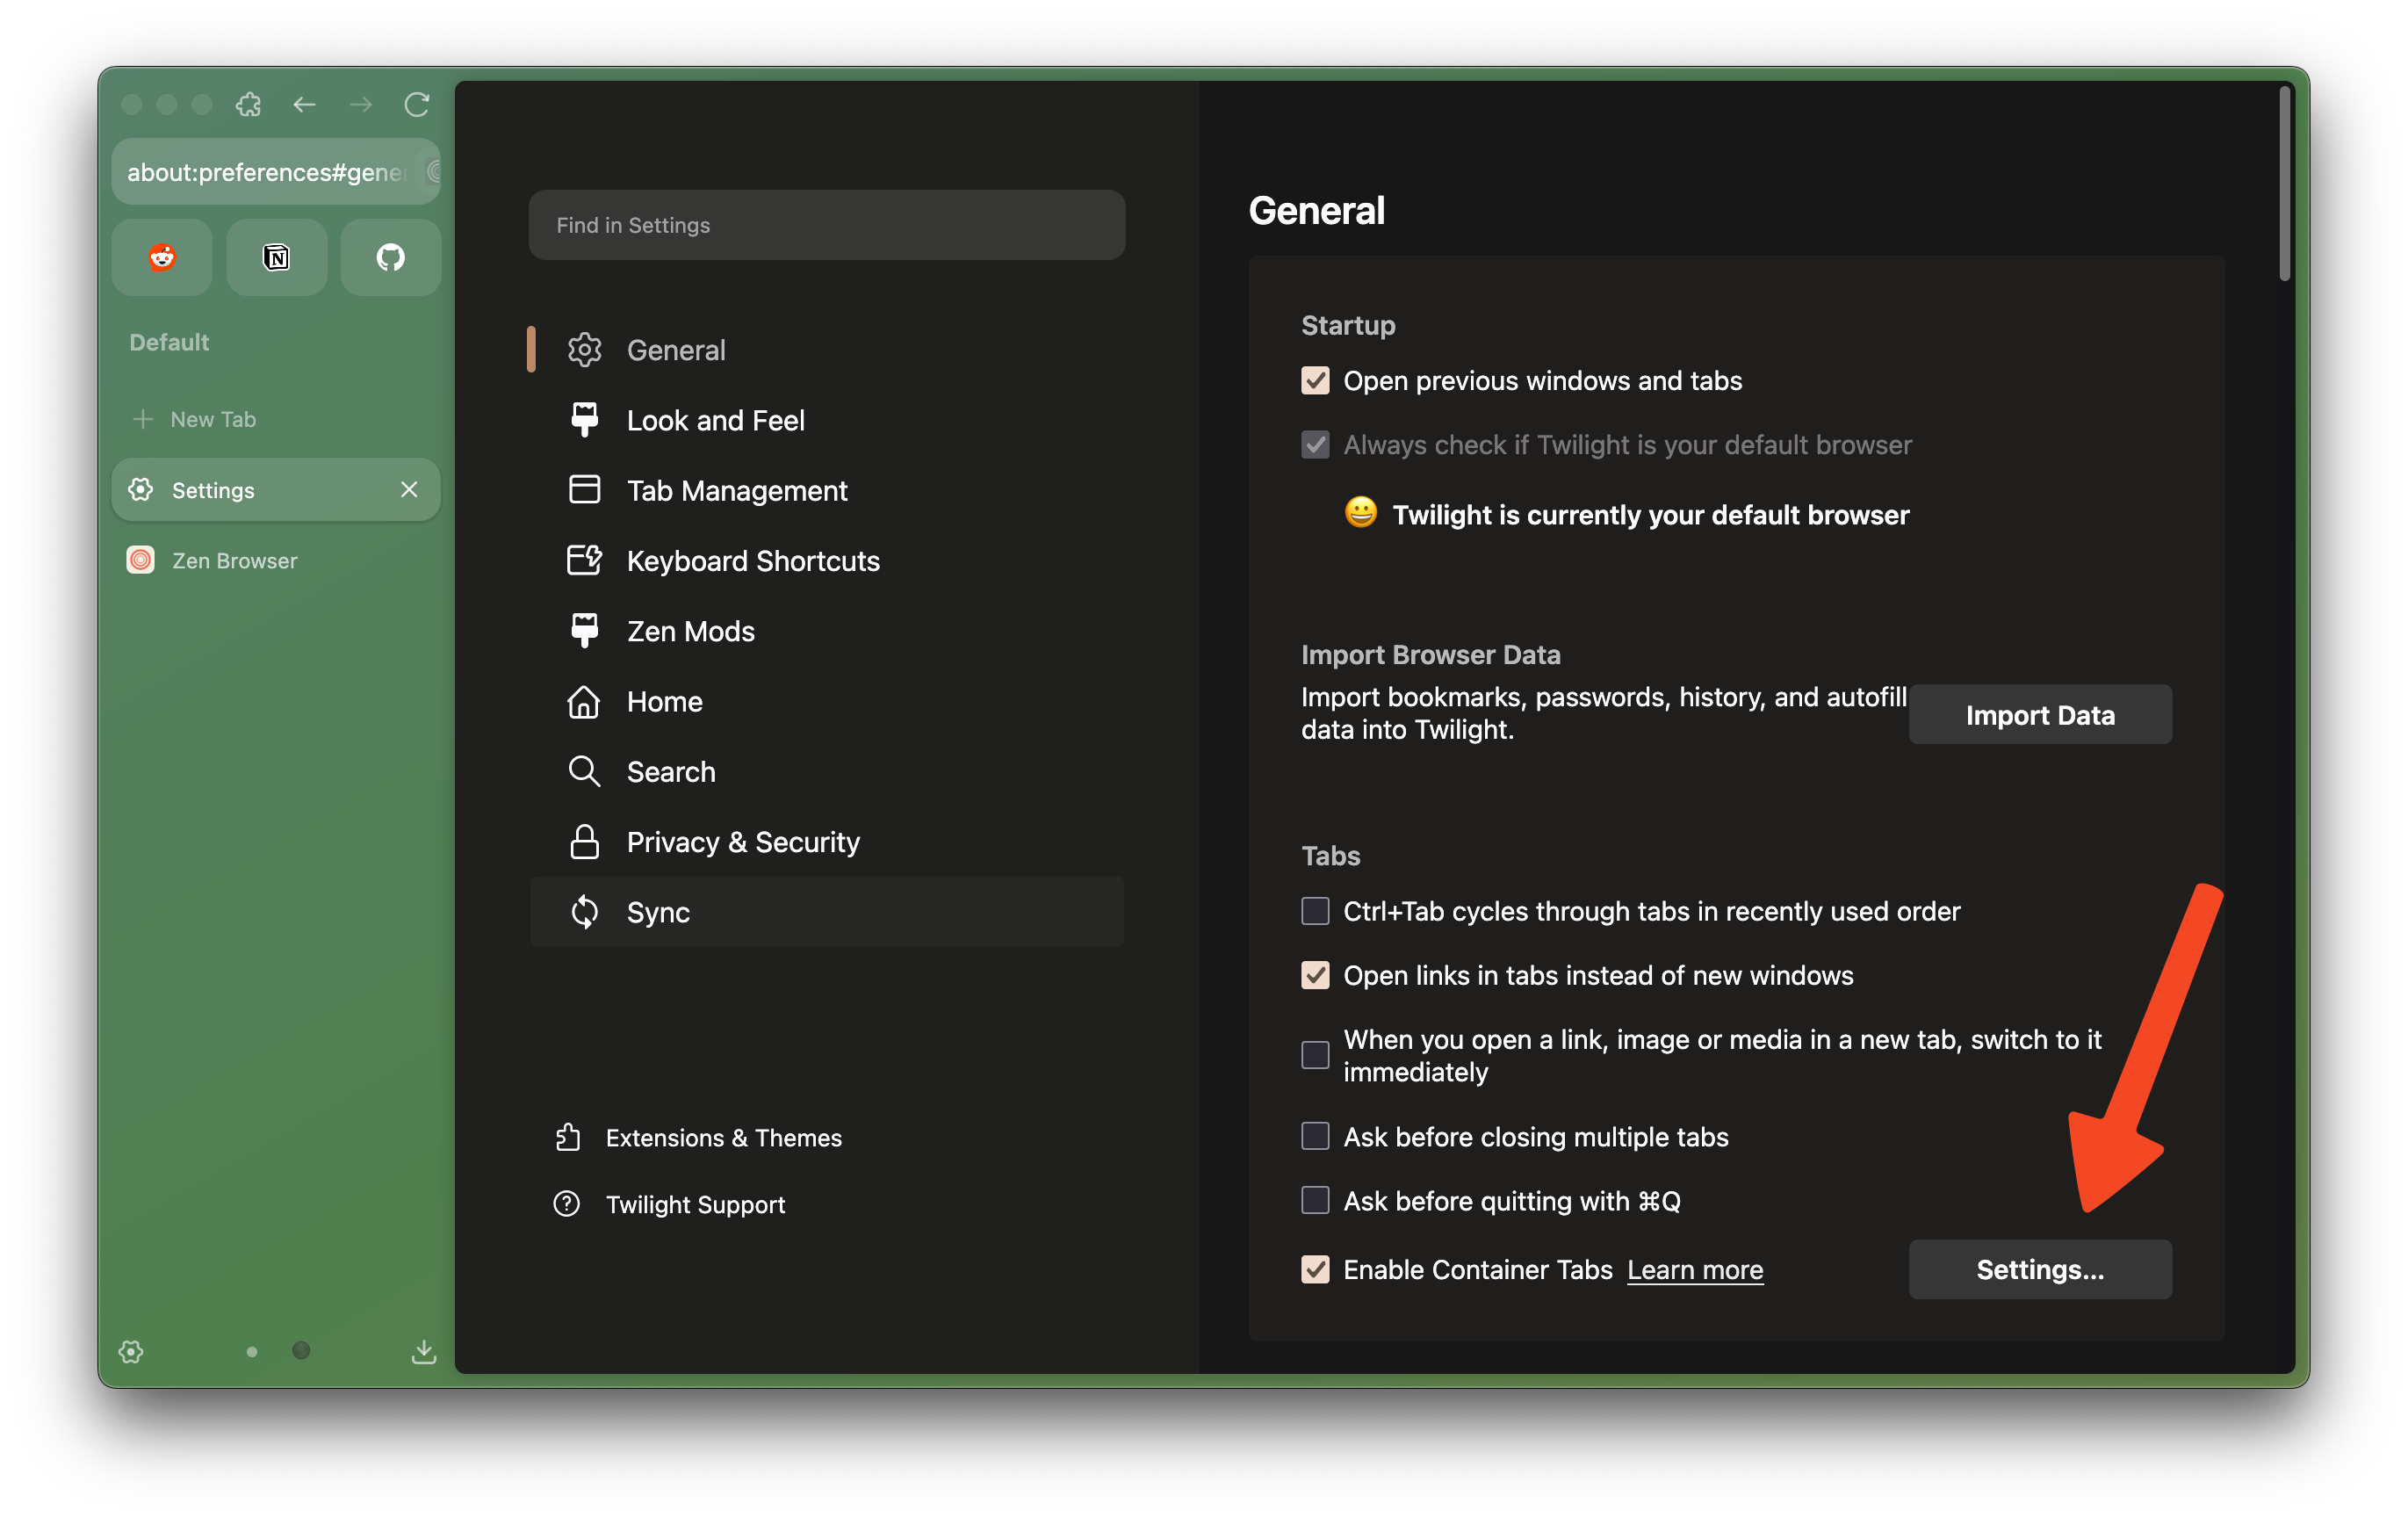 about:preferences#gener
Default
New Tab
Settings
Zen Browser
Find in Settings
General
Look and Feel
Tab Management
Keyboard Shortcuts
Zen Mods
Home
Search
Privacy & Security
Sync
Extensions & Themes
Twilight Support
General
Startup
Open previous windows and tabs
Always check if Twilight is your default browser
😀 Twilight is currently your default browser
Import Browser Data
Import bookmarks, passwords, history, and autofill
data into Twilight.
Import Data
Tabs
Ctrl+Tab cycles through tabs in recently used order
Open links in tabs instead of new windows
When you open a link, image or media in a new tab, switch to it
immediately
Ask before closing multiple tabs
Ask before quitting with ⌘Q
Enable Container Tabs Learn more
Settings...